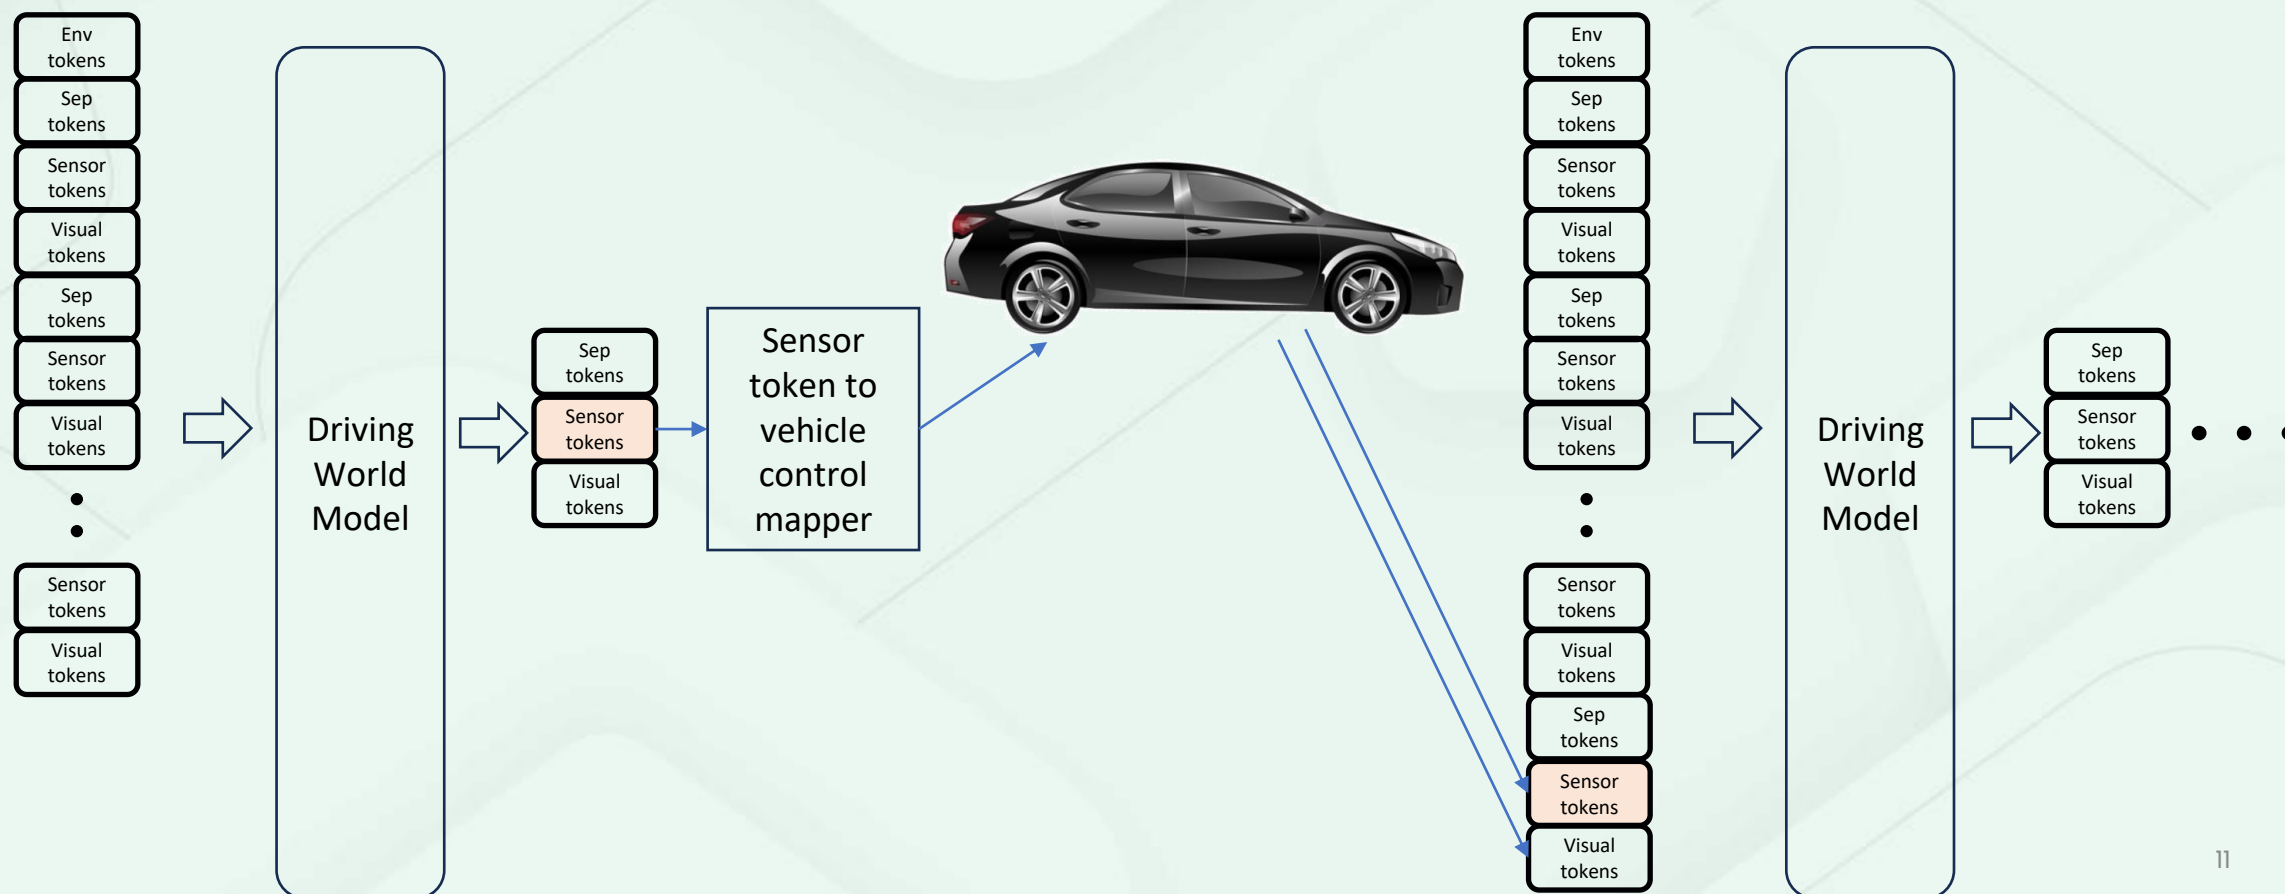 Env
tokens
Sep
tokens
Sensor
tokens
Visual
tokens
Sep
tokens
Sensor
tokens
Visual
tokens
Sensor
tokens
Visual
tokens
Driving
World
Model
Sep
tokens
Sensor
tokens
Visual
tokens
Sensor
token to
vehicle
control
mapper
Env
tokens
Sep
tokens
Sensor
tokens
Visual
tokens
Sep
tokens
Sensor
tokens
Visual
tokens
Sensor
tokens
Visual
tokens
Sep
tokens
Sensor
tokens
Visual
tokens
Driving
World
Model
Sep
tokens
Sensor
tokens
Visual
tokens
11